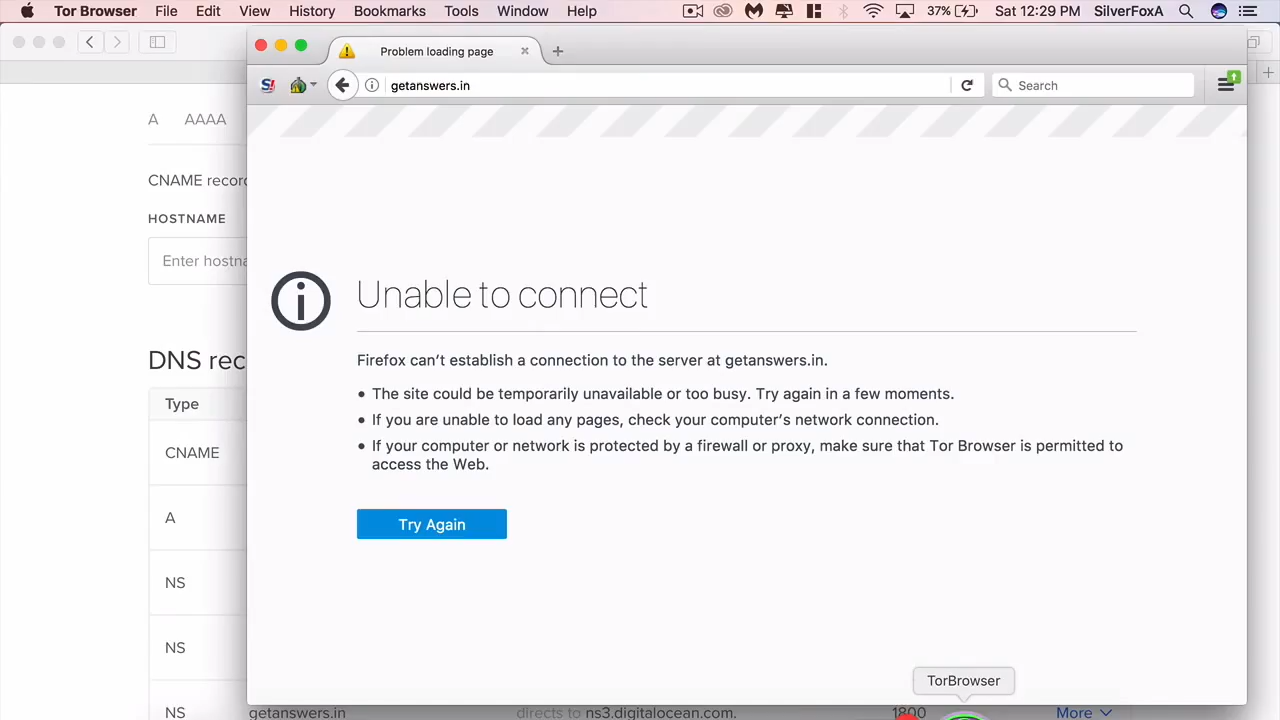 Tor Browser File Edit View History Bookmarks Tools Window Help 37% Sat 12:29 PM SilverFoxA
Problem loading page
getanswers.in
Search
A AAAA
CNAME recor
HOSTNAME
Enter hostna
Unable to connect
Firefox can’t establish a connection to the server at getanswers.in.
The site could be temporarily unavailable or too busy. Try again in a few moments.
If you are unable to load any pages, check your computer’s network connection.
If your computer or network is protected by a firewall or proxy, make sure that Tor Browser is permitted to
access the Web.
Try Again
DNS rec
Type
CNAME
A
NS
NS
NS getanswers.in directs to ns3.digitalocean.com. 1800 More
TorBrowser